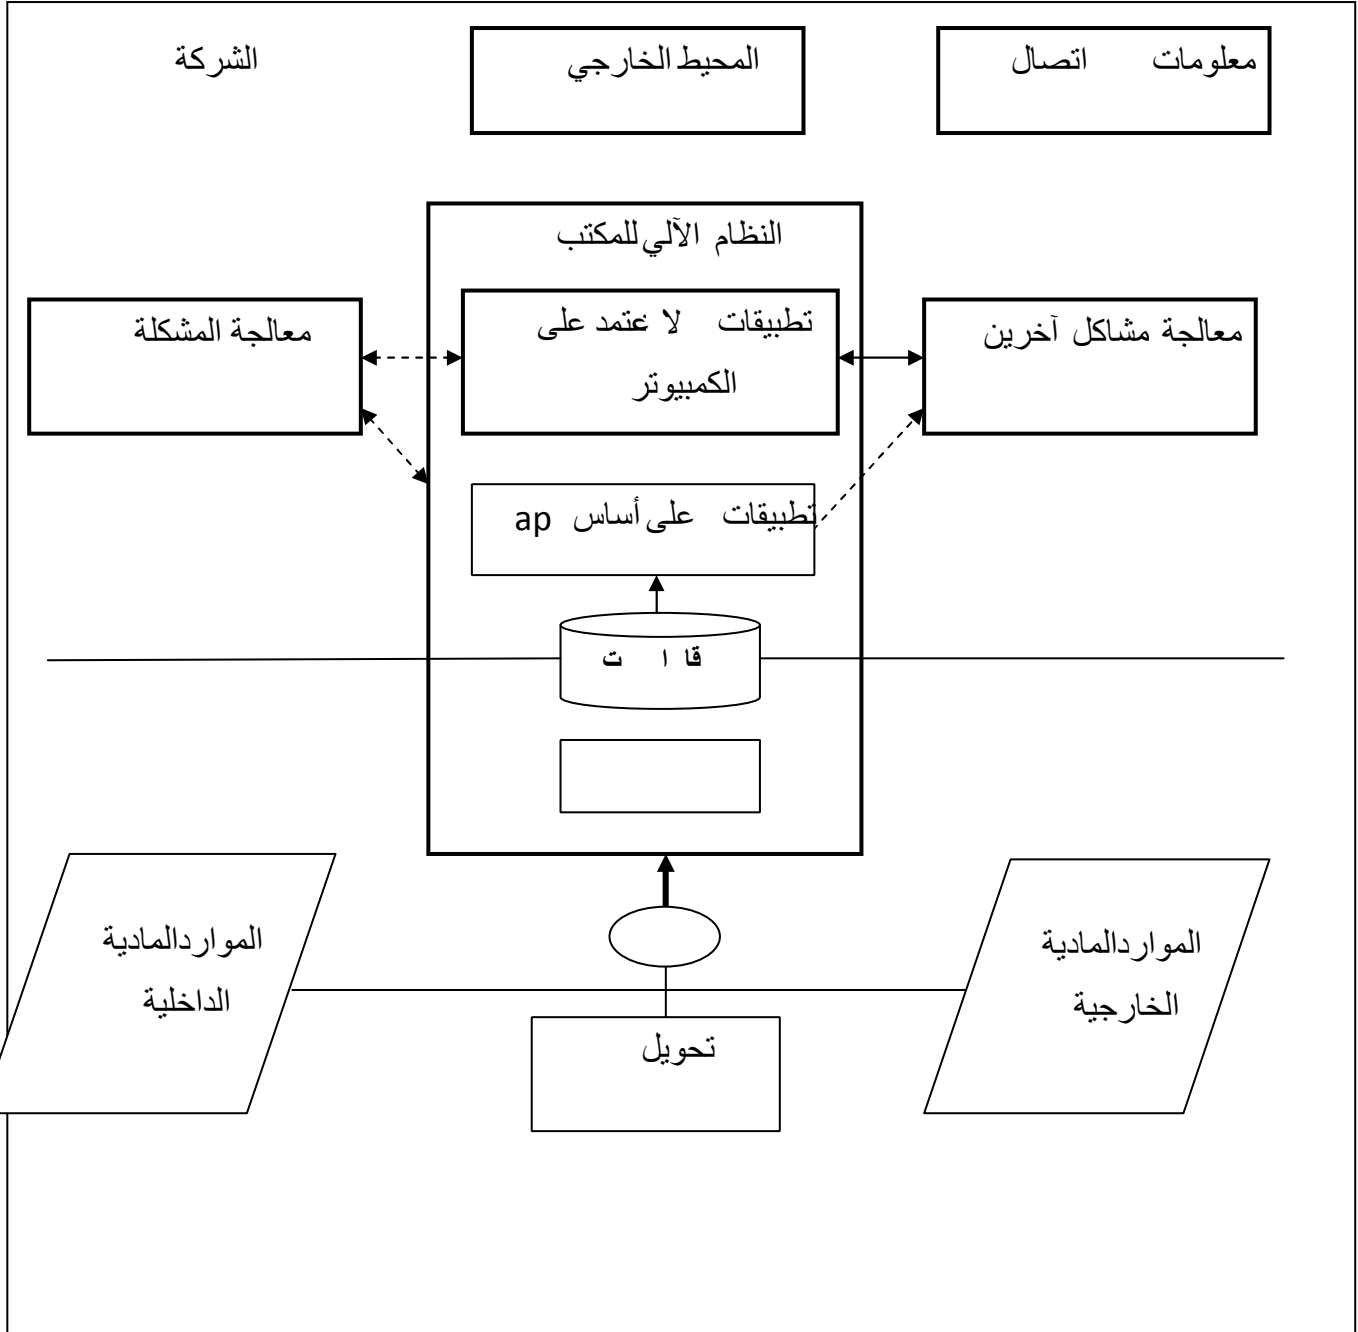 معلومات اتصال
المحيط الخارجي
الشركة
النظام الآلي للمكتب
معالجة مشاكل آخرين
تطبيقات لا غتمد على
الكمبيوتر
معالجة المشكلة
تطبيقات على أساس ap
قا ا ت
الموارد المادية
الخارجية
الموارد المادية
الداخلية
تحويل